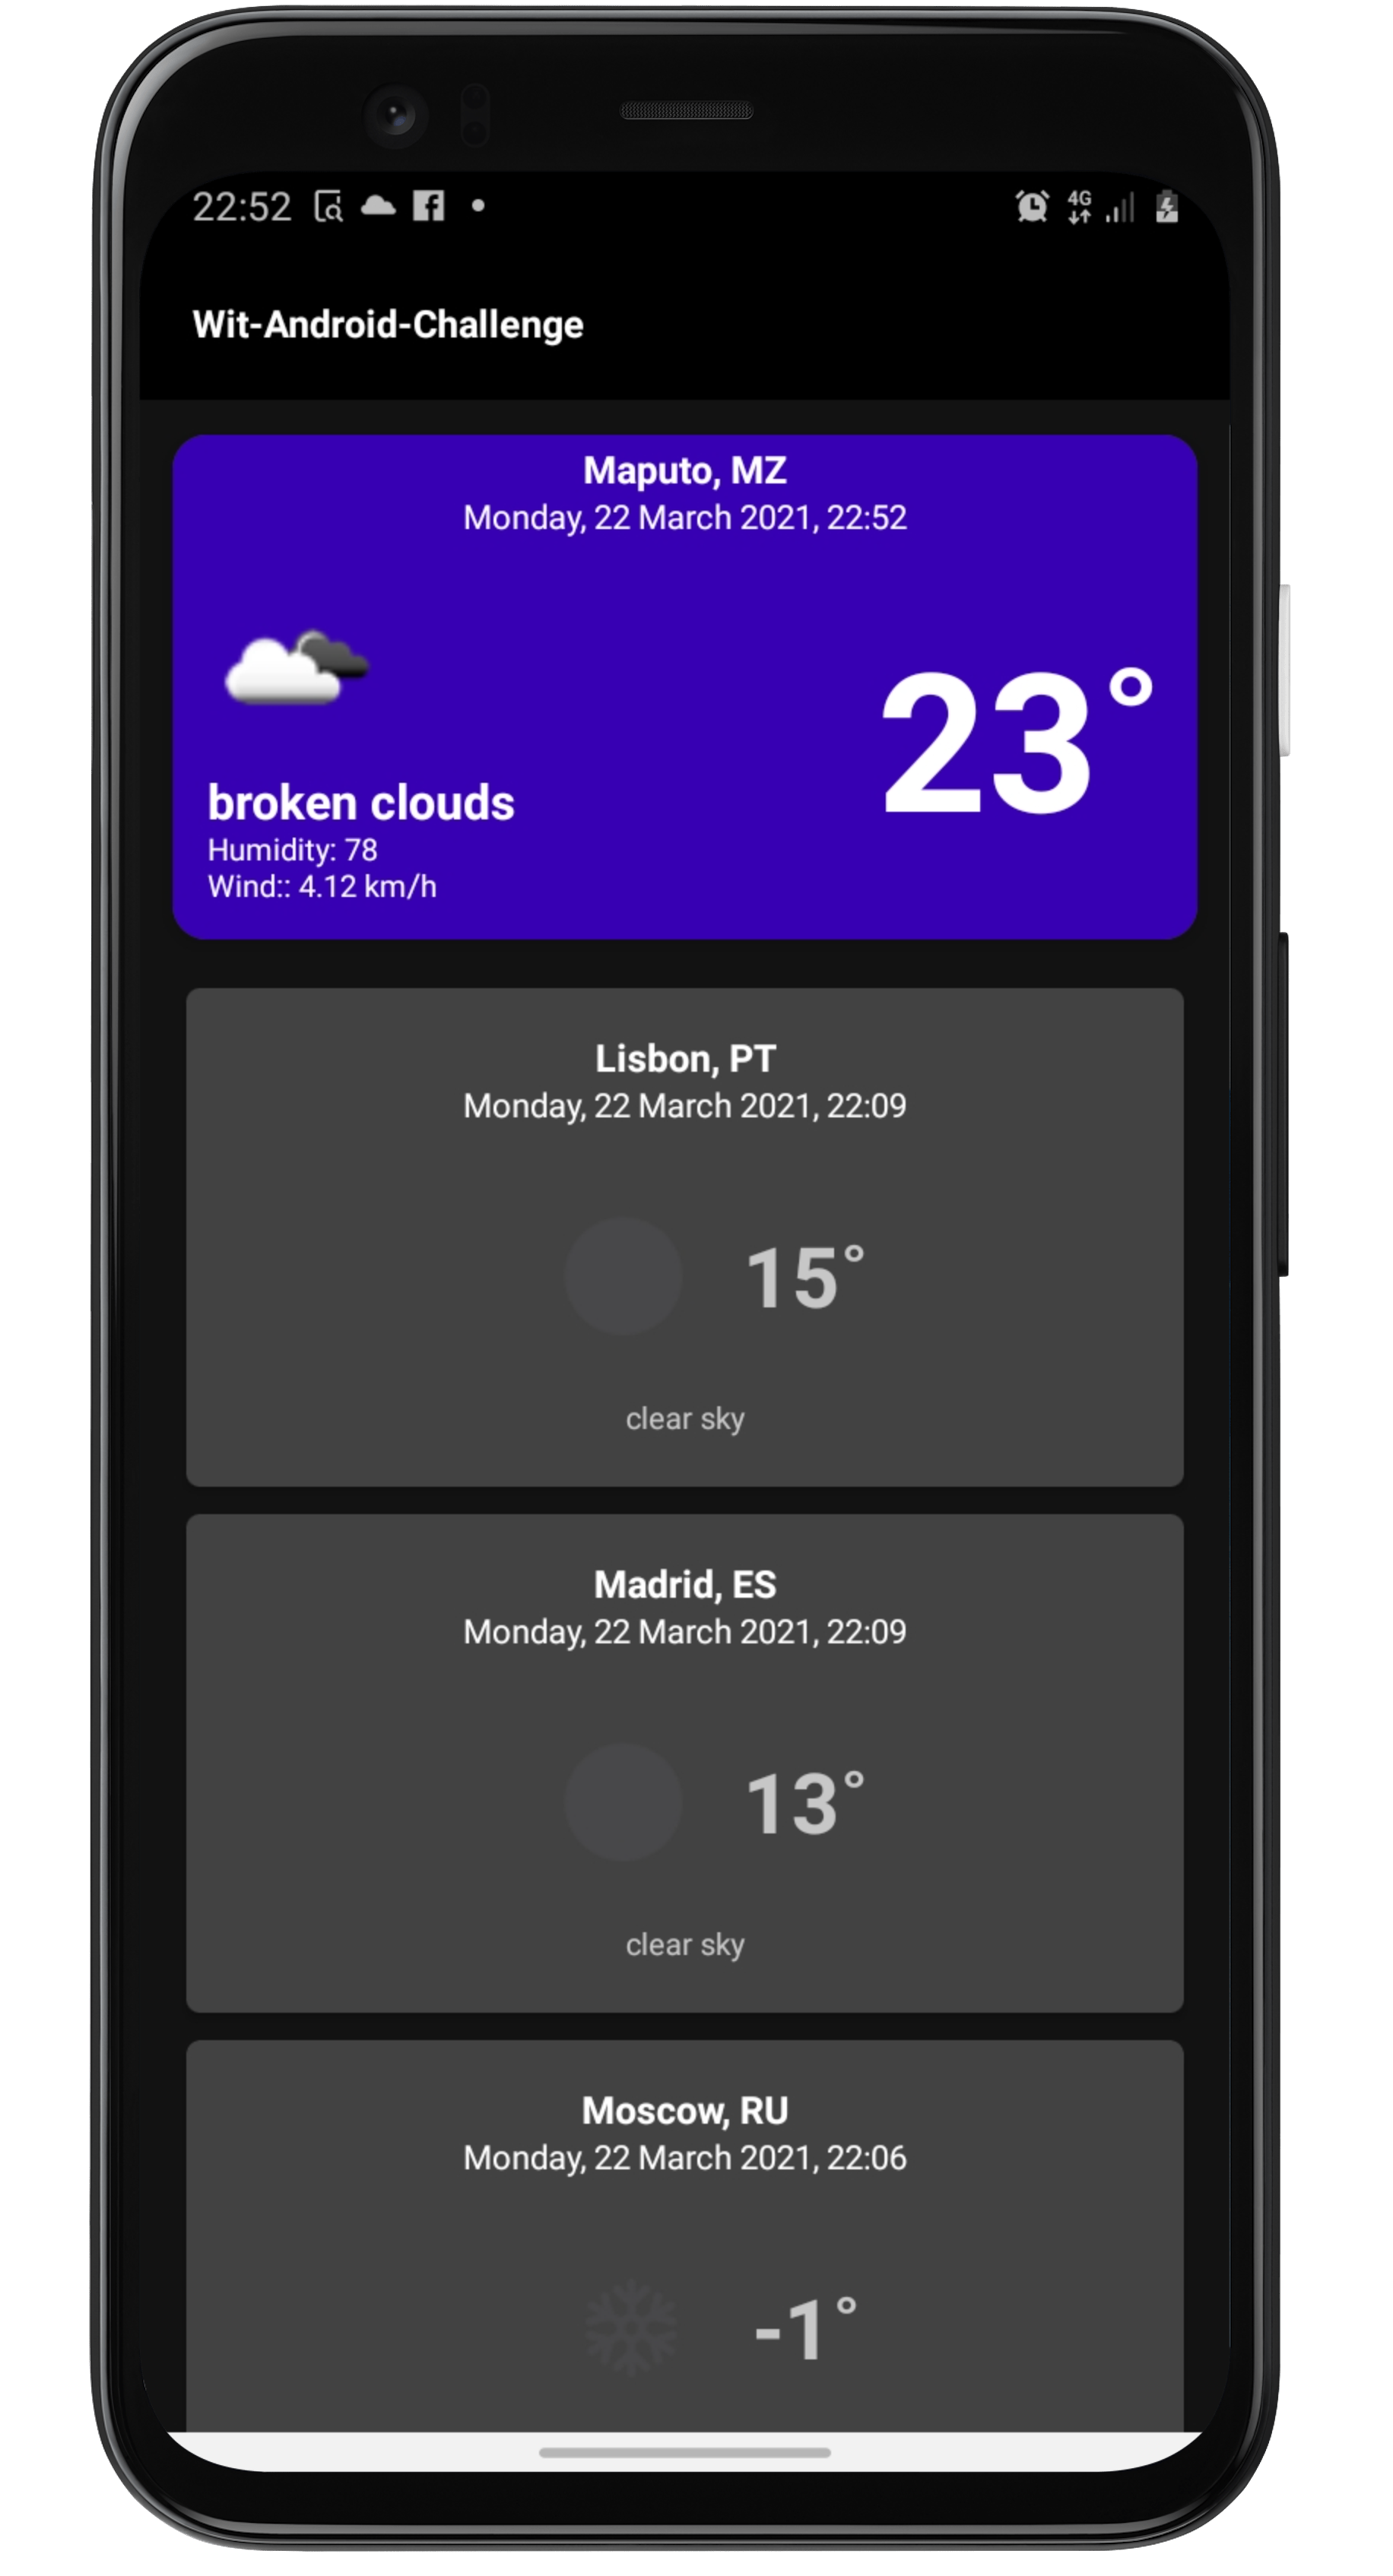 22:52
4G
Wit-Android-Challenge
Maputo, MZ
Monday, 22 March 2021, 22:52
23°
broken clouds
Humidity: 78
Wind:: 4.12 km/h
Lisbon, PT
Monday, 22 March 2021, 22:09
15°
clear sky
Madrid, ES
Monday, 22 March 2021, 22:09
13°
clear sky
Moscow, RU
Monday, 22 March 2021, 22:06
-1°